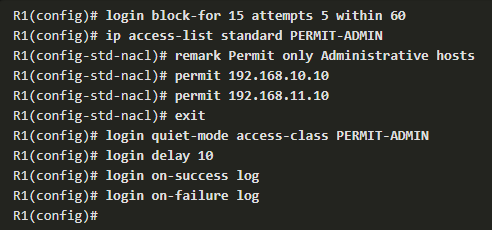 R1(config)# login block-for 15 attempts 5 within 60
R1(config)# ip access-list standard PERMIT-ADMIN
R1(config-std-nacl)# remark Permit only Administrative hosts
R1(config-std-nacl)# permit 192.168.10.10
R1(config-std-nacl)# permit 192.168.11.10
R1(config-std-nacl)# exit
R1(config)# login quiet-mode access-class PERMIT-ADMIN
R1(config)# login delay 10
R1(config)# login on-success log
R1(config)# login on-failure log
R1(config)#